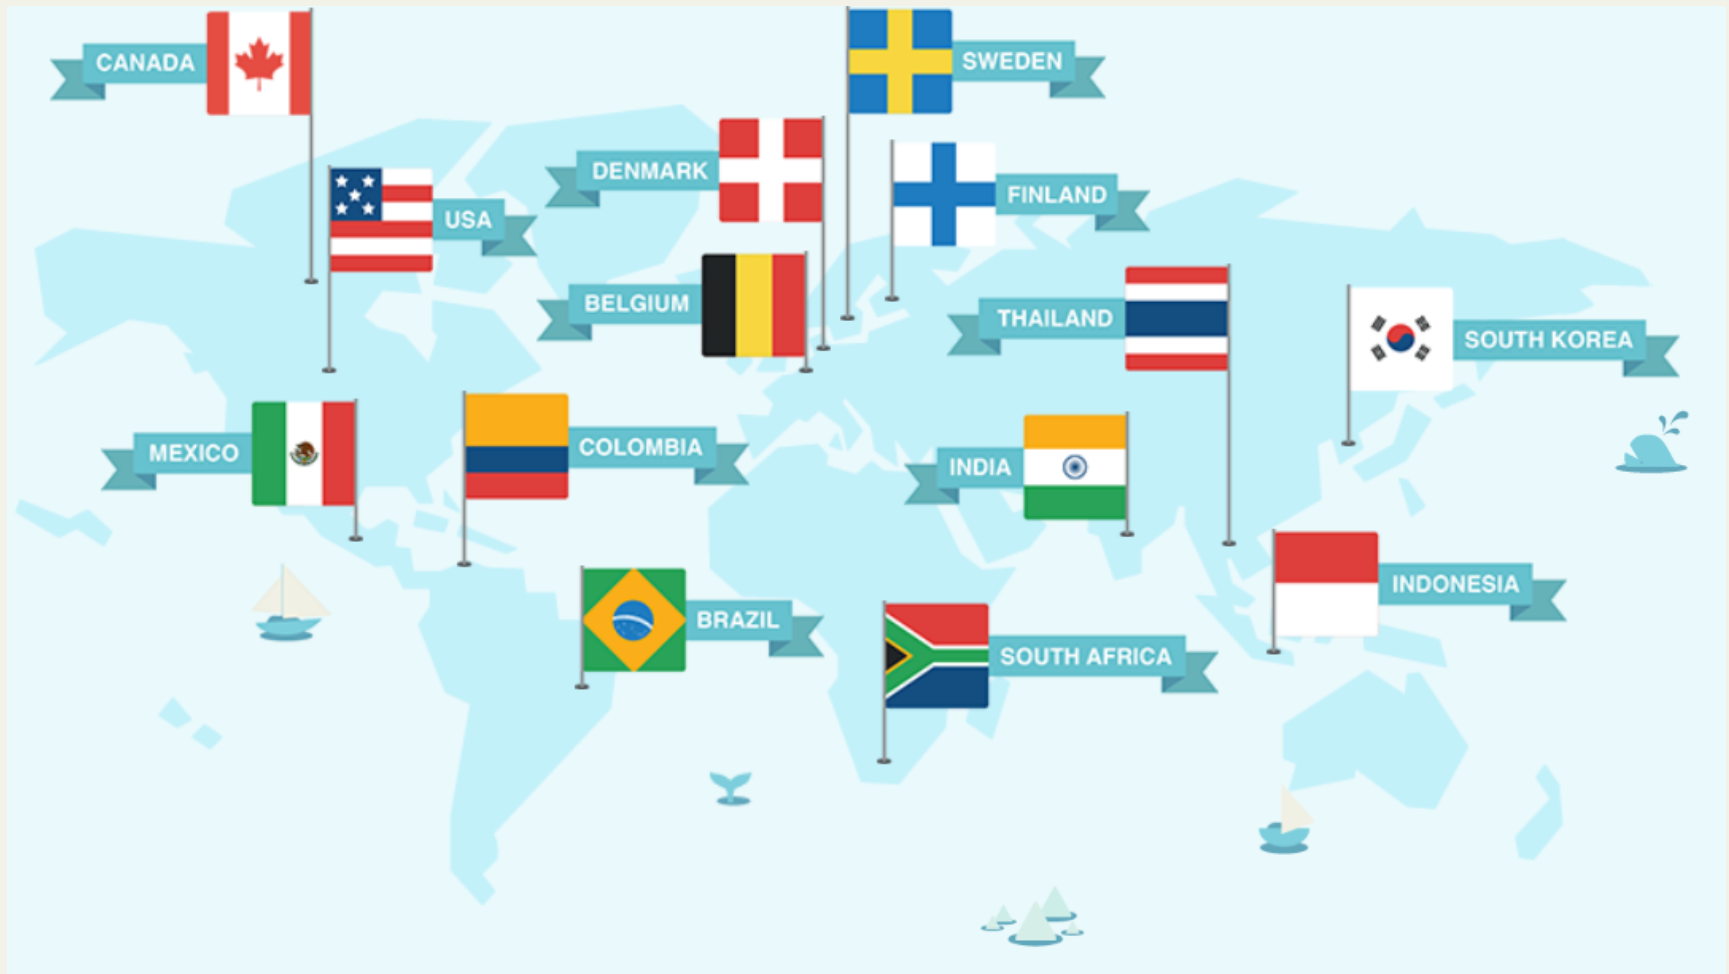 CANADA
SWEDEN
DENMARK
FINLAND
USA
BELGIUM
THAILAND
SOUTH KOREA
MEXICO
COLOMBIA
INDIA
INDONESIA
BRAZIL
SOUTH AFRICA